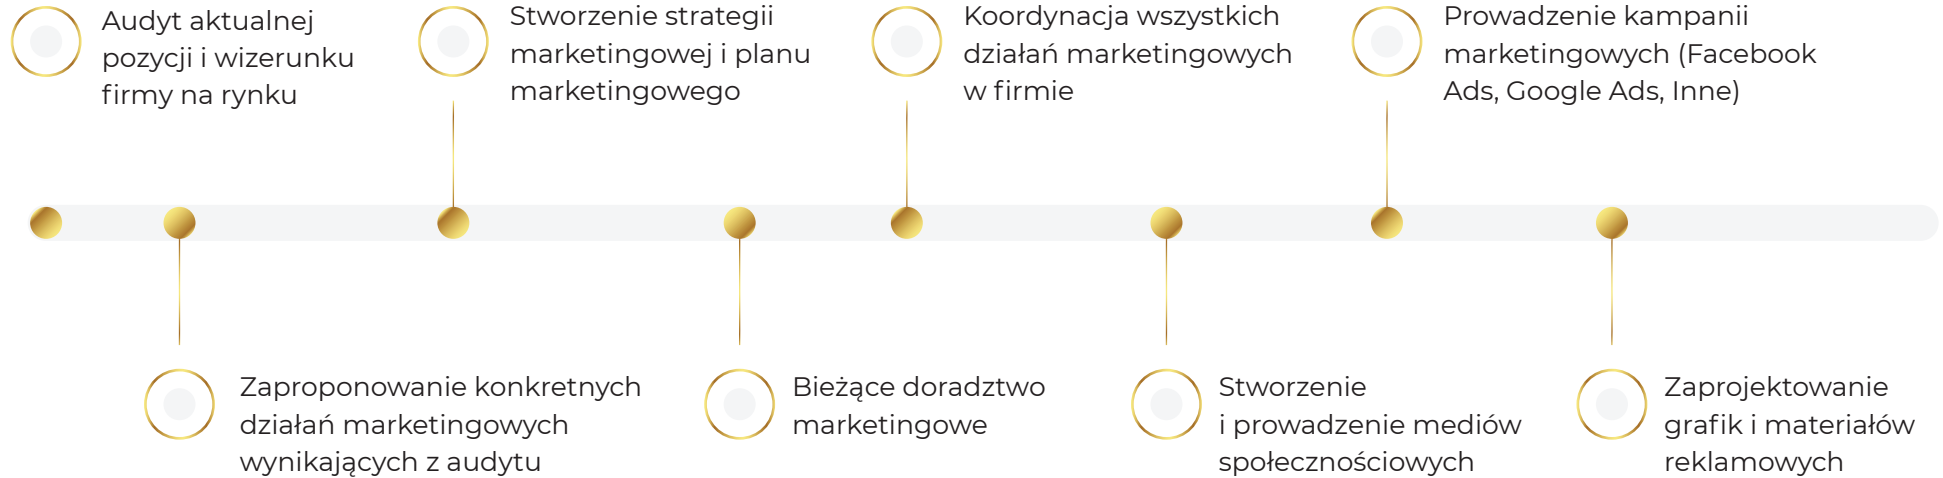 Audyt aktualnej
pozycji i wizerunku
firmy na rynku
Zaproponowanie konkretnych
działań marketingowych
wynikających z audytu
Stworzenie strategii
marketingowej i planu
marketingowego
Bieżące doradztwo
marketingowe
Koordynacja wszystkich
działań marketingowych
w firmie
Stworzenie
i prowadzenie mediów
społecznościowych
Prowadzenie kampanii
marketingowych (Facebook
Ads, Google Ads, Inne)
Zaprojektowanie
grafik i materiałów
reklamowych